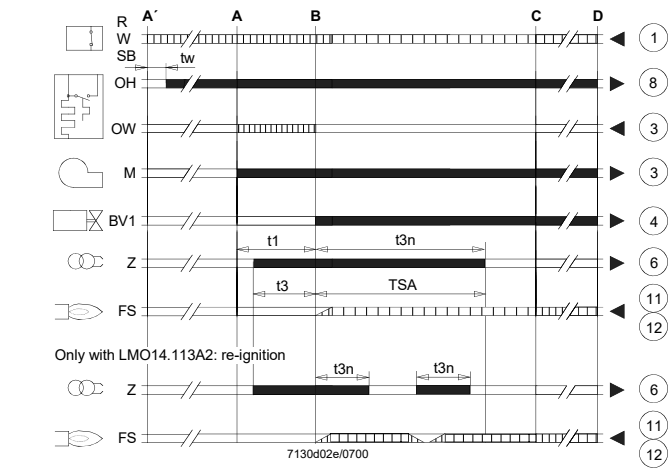 A´ A B C D
R
W 1
SB tw
OH 8
OW 3
M 3
BV1 4
t1 t3n
Z 6
t3 TSA
FS 11
12
Only with LMO14.113A2: re-ignition
t3n t3n
Z 6
FS 11
7130d02e/0700 12